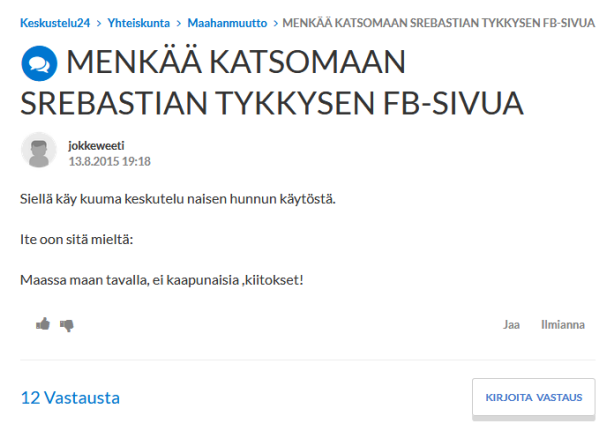 Keskustelu24 > Yhteiskunta > Maahanmuutto > MENKÄÄ KATSOMAAN SREBASTIAN TYKKYSEN FB-SIVUA
MENKÄÄ KATSOMAAN
SREBASTIAN TYKKYSEN FB-SIVUA
jokkeweeti
13.8.2015 19:18
Siellä käy kuuma keskutelu naisen hunnun käytöstä.
Ite oon sitä mieltä:
Maassa maan tavalla, ei kaapunaisia ,kiitokset!
Jaa Ilmianna
12 Vastausta
KIRJOITA VASTAUS